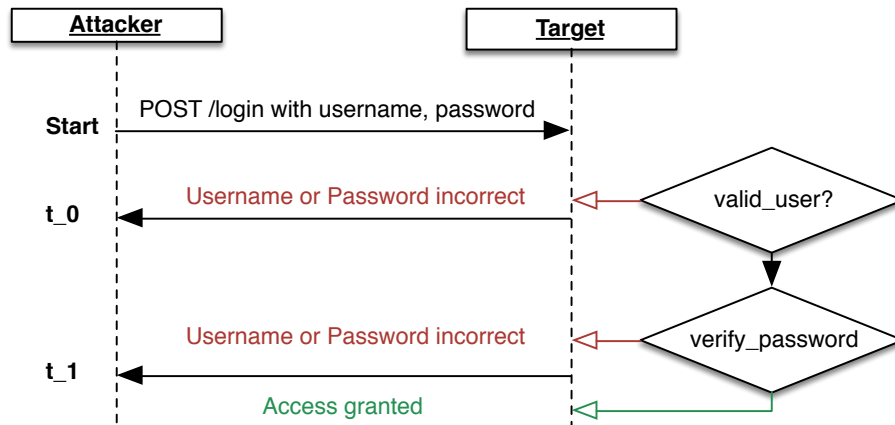 Attacker
Target
POST /login with username, password
Start
Username or Password incorrect
valid_user?
t_0
Username or Password incorrect
verify_password
t_1
Access granted